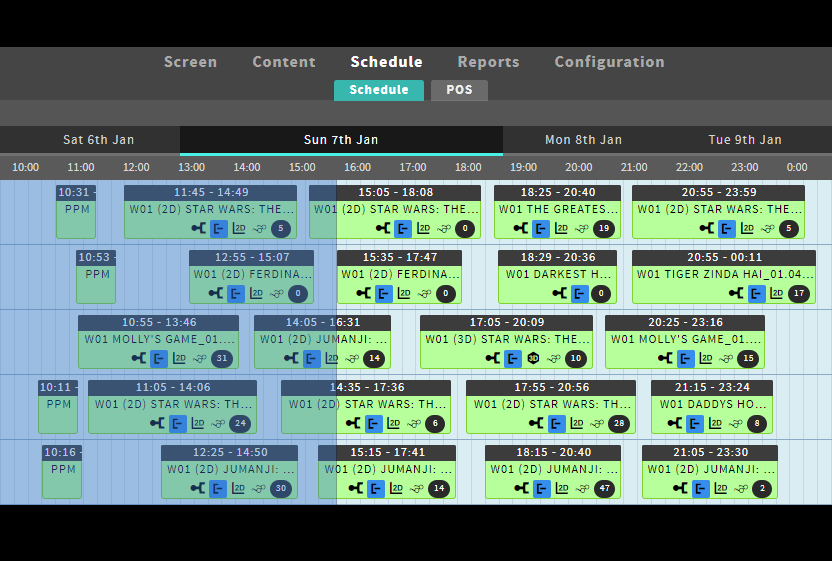 Screen Content Schedule Reports Configuration
Schedule POS
Sat 6th Jan Sun 7th Jan Mon 8th Jan Tue 9th Jan
10:00 11:00 12:00 13:00 14:00 15:00 16:00 17:00 18:00 19:00 20:00 21:00 22:00 23:00 0:00
10:31 - 11:45 - 14:49 15:05 - 18:08 18:25 - 20:40 20:55 - 23:59
PPM W01 (2D) STAR WARS: THE... W01 (2D) STAR WARS: THE... W01 THE GREATES... W01 (2D) STAR WARS: THE...
2D 5 2D 0 2D 19 2D 5
10:53 - 12:55 - 15:07 15:35 - 17:47 18:29 - 20:36 20:55 - 00:11
PPM W01 (2D) FERDINA... W01 (2D) FERDINA... W01 DARKEST H... W01 TIGER ZINDA HAI_01.04...
2D 0 2D 0 0 2D 17
10:55 - 13:46 14:05 - 16:31 17:05 - 20:09 20:25 - 23:16
W01 MOLLY'S GAME_01.... W01 (2D) JUMANJI: ... W01 (3D) STAR WARS: THE... W01 MOLLY'S GAME_01....
2D 31 2D 14 3D 10 2D 15
10:11 - 11:05 - 14:06 14:35 - 17:36 17:55 - 20:56 21:15 - 23:24
PPM W01 (2D) STAR WARS: TH... W01 (2D) STAR WARS: TH... W01 (2D) STAR WARS: TH... W01 DADDYS HO...
2D 24 2D 6 2D 28 2D 8
10:16 - 12:25 - 14:50 15:15 - 17:41 18:15 - 20:40 21:05 - 23:30
PPM W01 (2D) JUMANJI: ... W01 (2D) JUMANJI: ... W01 (2D) JUMANJI: ... W01 (2D) JUMANJI: ...
2D 30 2D 14 2D 47 2D 2